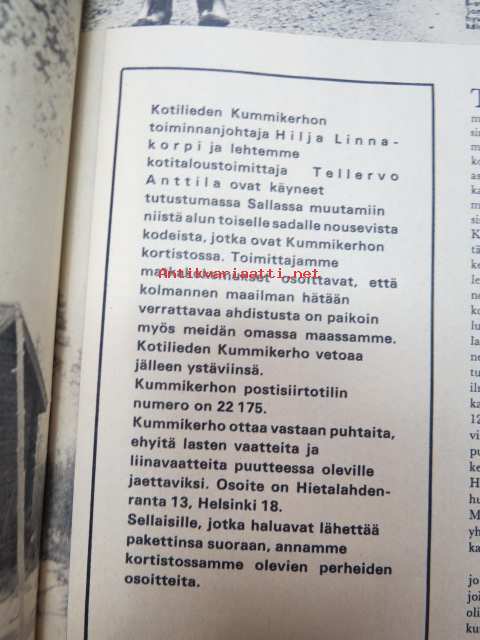 Kotilieden Kummikerhon
toiminnanjohtaja Hilja Linna-
korpi ja lehtemme
kotitaloustoimittaja Tellervo
Anttila ovat käyneet
tutustumassa Sallassa muutamiin
niistä alun toiselle sadalle nousevista
kodeista, jotka ovat Kummikerhon
kortistossa. Toimittajamme
matkakokemukset osoittavat, että
Antikvariaatti.net
kolmannen maailman hätään
verrattavaa ahdistusta on paikoin
myös meidän omassa maassamme.
Kotilieden Kummikerho vetoaa
jälleen ystäviinsä.
Kummikerhon postisiirtotilin
numero on 22 175.
Kummikerho ottaa vastaan puhtaita,
ehyitä lasten vaatteita ja
liinavaatteita puutteessa oleville
jaettaviksi. Osoite on Hietalahden-
ranta 13, Helsinki 18.
Sellaisille, jotka haluavat lähettää
pakettinsa suoraan, annamme
kortistossamme olevien perheiden
osoitteita.